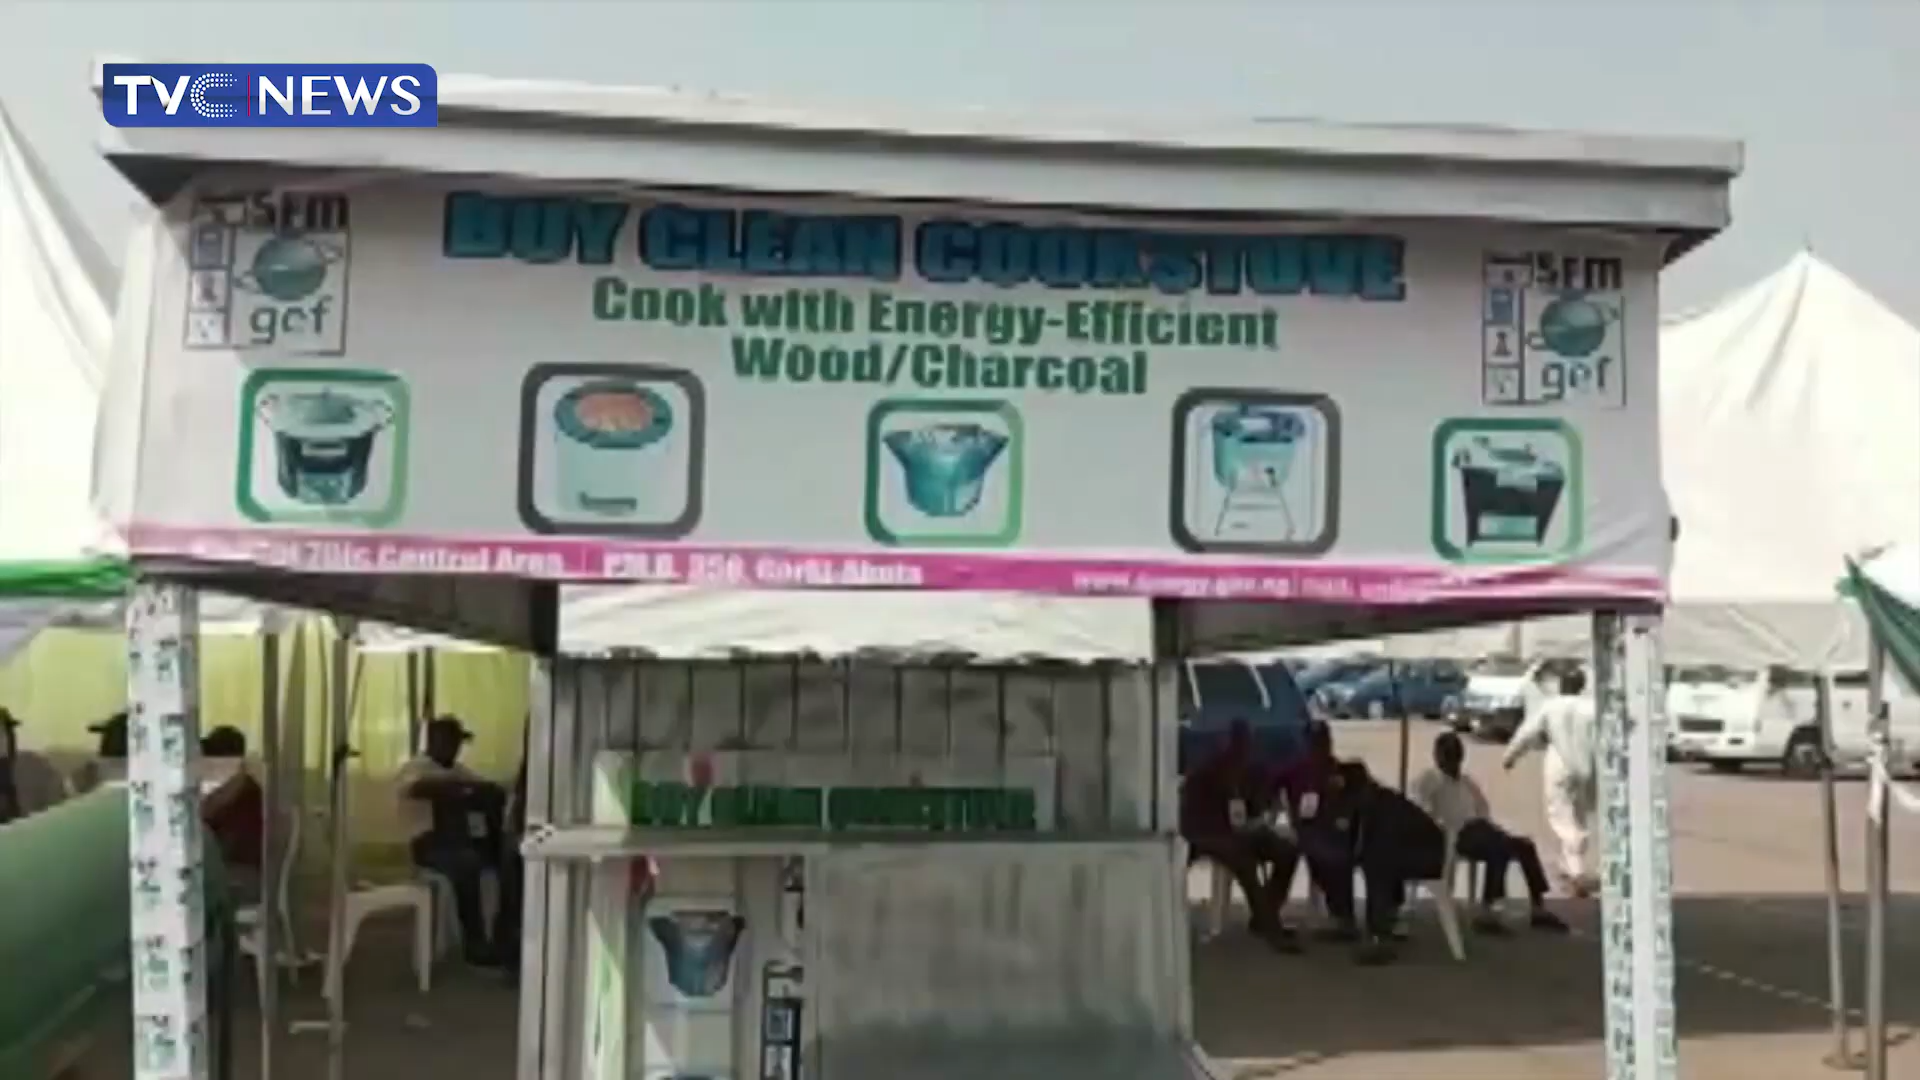 TVC NEWS
SFM
gef
BUY CLEAN COOKSTOVE
Cook with Energy-Efficient
Wood/Charcoal
SFM
gef
Central Area | P.M.B. 350, Garki-Abuja
BUY CLEAN COOKSTOVE